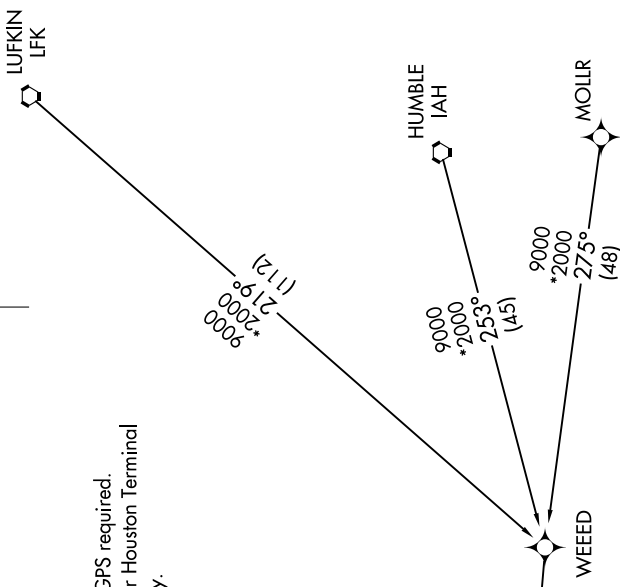 LUFKIN
LFK
HUMBLE
IAH
MOLLR
9000
*2000
219°
(112)
9000
*2000
253°
(45)
9000
*2000
275°
(48)
GPS required.
r Houston Terminal
y.
WEEED